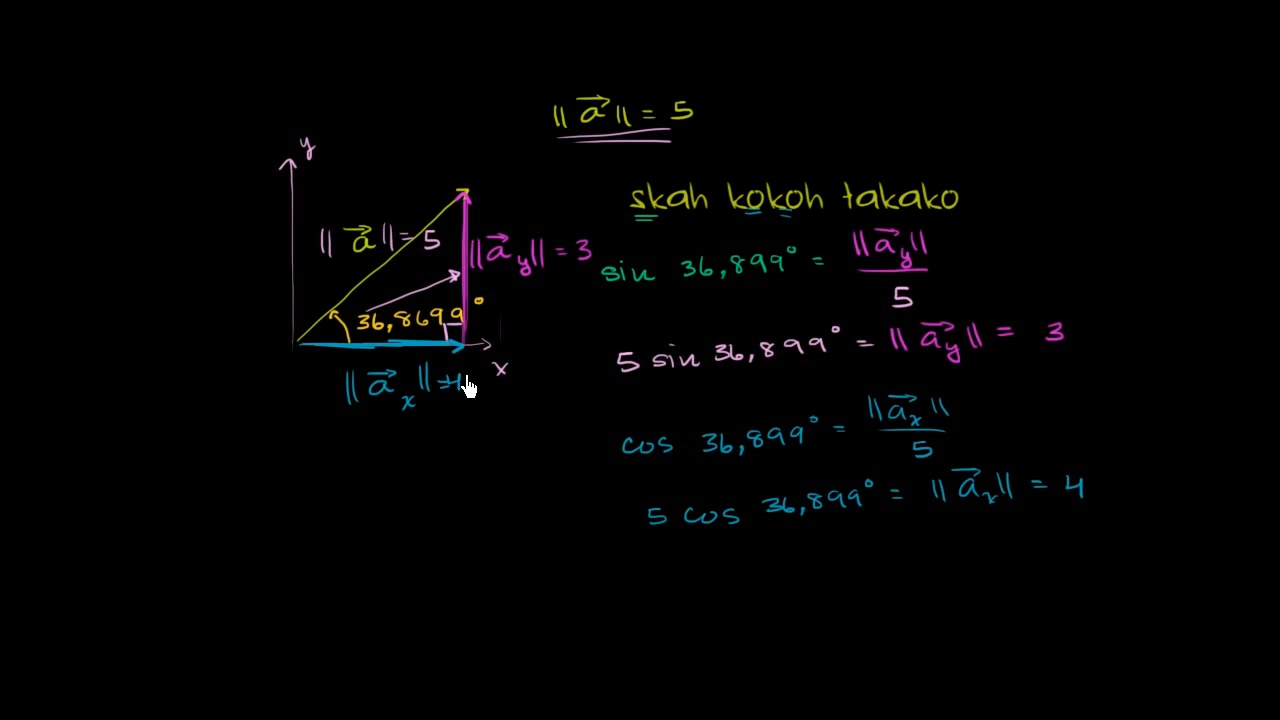 ||a⃗|| = 5
y
skah kokoh takako
||a⃗|| = 5
||a⃗y|| = 3
sin 36,899° = ||a⃗y|| / 5
36,8699°
x
5 sin 36,899° = ||a⃗y|| = 3
||a⃗x|| = 4
cos 36,899° = ||a⃗x|| / 5
5 cos 36,899° = ||a⃗x|| = 4